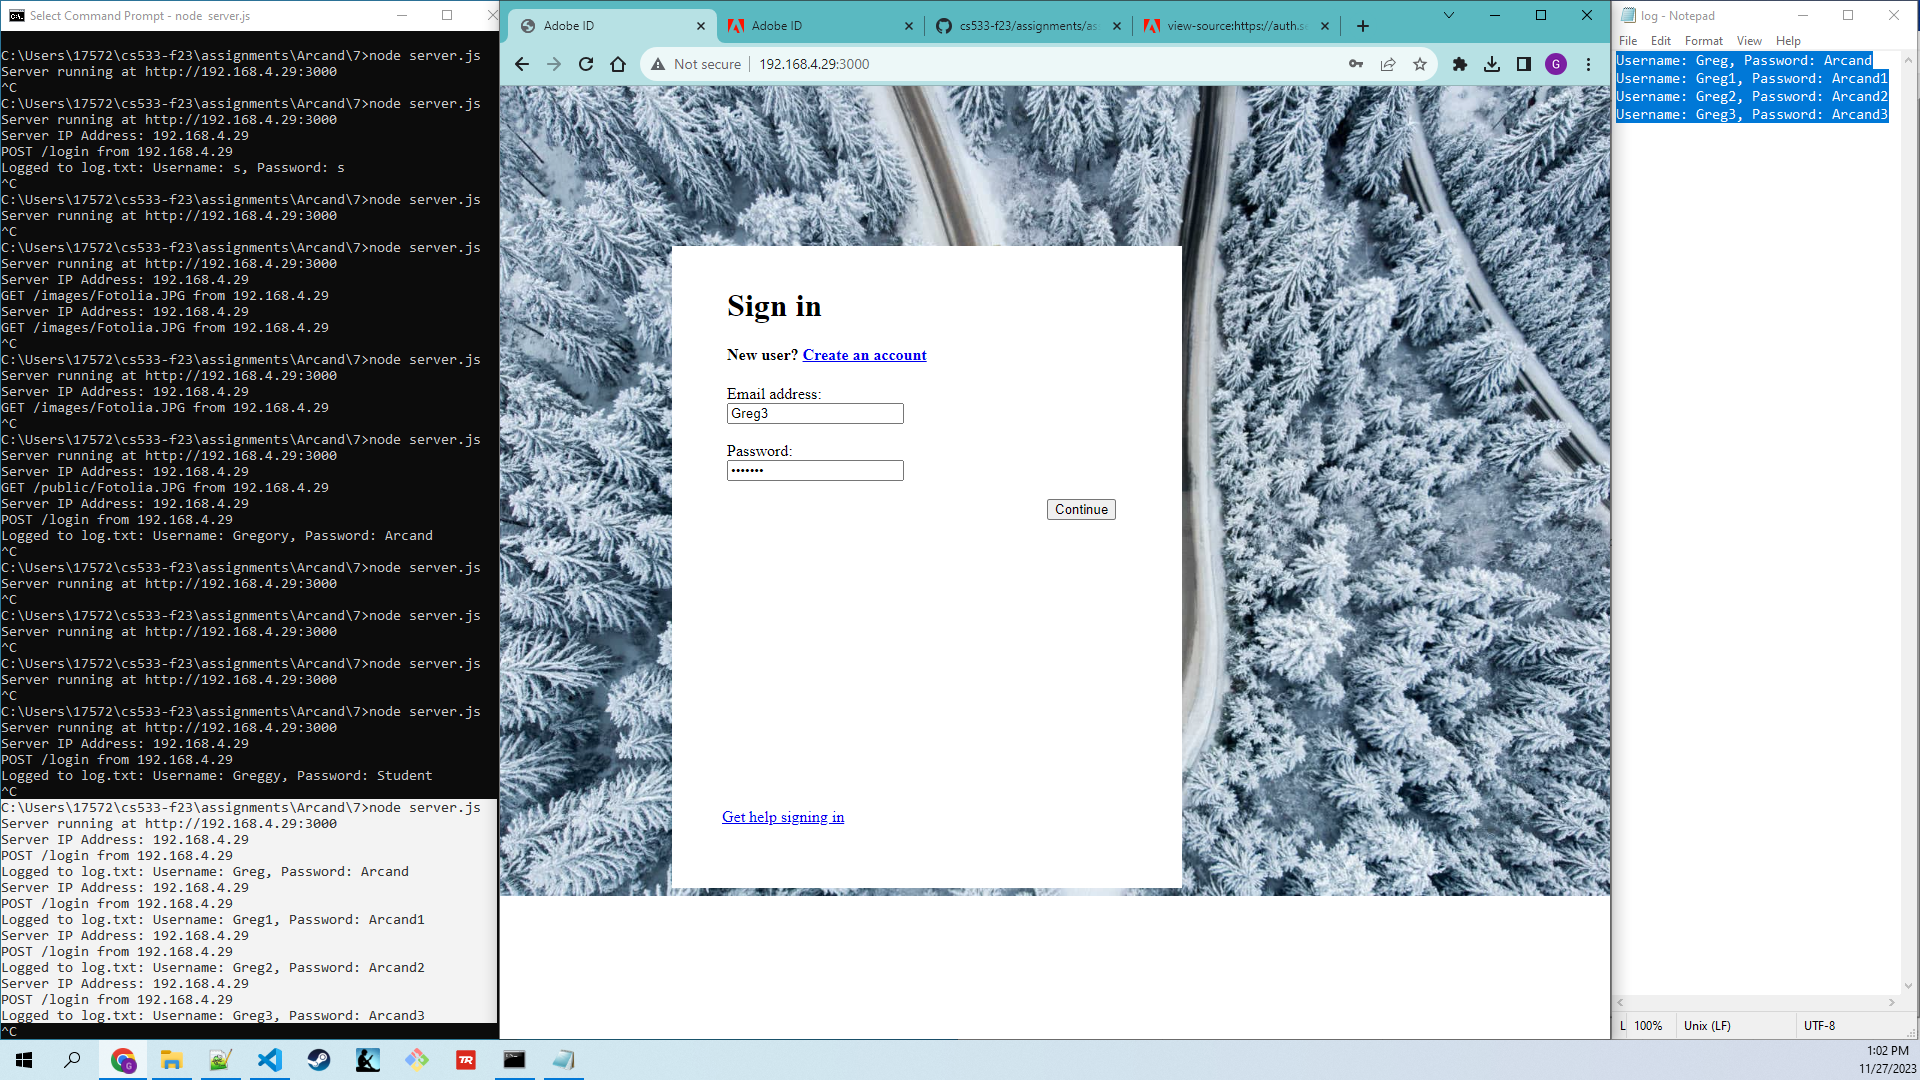 Select Command Prompt - node  server.js
C:\Users\17572\cs533-f23\assignments\Arcand\7>node server.js
Server running at http://192.168.4.29:3000
^C
C:\Users\17572\cs533-f23\assignments\Arcand\7>node server.js
Server running at http://192.168.4.29:3000
Server IP Address: 192.168.4.29
POST /login from 192.168.4.29
Logged to log.txt: Username: s, Password: s
^C
C:\Users\17572\cs533-f23\assignments\Arcand\7>node server.js
Server running at http://192.168.4.29:3000
^C
C:\Users\17572\cs533-f23\assignments\Arcand\7>node server.js
Server running at http://192.168.4.29:3000
Server IP Address: 192.168.4.29
GET /images/Fotolia.JPG from 192.168.4.29
Server IP Address: 192.168.4.29
GET /images/Fotolia.JPG from 192.168.4.29
^C
C:\Users\17572\cs533-f23\assignments\Arcand\7>node server.js
Server running at http://192.168.4.29:3000
Server IP Address: 192.168.4.29
GET /images/Fotolia.JPG from 192.168.4.29
^C
C:\Users\17572\cs533-f23\assignments\Arcand\7>node server.js
Server running at http://192.168.4.29:3000
Server IP Address: 192.168.4.29
GET /public/Fotolia.JPG from 192.168.4.29
Server IP Address: 192.168.4.29
POST /login from 192.168.4.29
Logged to log.txt: Username: Gregory, Password: Arcand
^C
C:\Users\17572\cs533-f23\assignments\Arcand\7>node server.js
Server running at http://192.168.4.29:3000
^C
C:\Users\17572\cs533-f23\assignments\Arcand\7>node server.js
Server running at http://192.168.4.29:3000
^C
C:\Users\17572\cs533-f23\assignments\Arcand\7>node server.js
Server running at http://192.168.4.29:3000
^C
C:\Users\17572\cs533-f23\assignments\Arcand\7>node server.js
Server running at http://192.168.4.29:3000
Server IP Address: 192.168.4.29
POST /login from 192.168.4.29
Logged to log.txt: Username: Greggy, Password: Student
^C
C:\Users\17572\cs533-f23\assignments\Arcand\7>node server.js
Server running at http://192.168.4.29:3000
Server IP Address: 192.168.4.29
POST /login from 192.168.4.29
Logged to log.txt: Username: Greg, Password: Arcand
Server IP Address: 192.168.4.29
POST /login from 192.168.4.29
Logged to log.txt: Username: Greg1, Password: Arcand1
Server IP Address: 192.168.4.29
POST /login from 192.168.4.29
Logged to log.txt: Username: Greg2, Password: Arcand2
Server IP Address: 192.168.4.29
POST /login from 192.168.4.29
Logged to log.txt: Username: Greg3, Password: Arcand3
^C
Adobe ID
Adobe ID
cs533-f23/assignments/as
view-source:https://auth.s
Not secure
192.168.4.29:3000
G
Sign in
New user? Create an account
Email address:
Greg3
Password:
•••••••
Continue
Get help signing in
log - Notepad
File Edit Format View Help
Username: Greg, Password: Arcand
Username: Greg1, Password: Arcand1
Username: Greg2, Password: Arcand2
Username: Greg3, Password: Arcand3
L 100% Unix (LF) UTF-8
G
TR
1:02 PM
11/27/2023